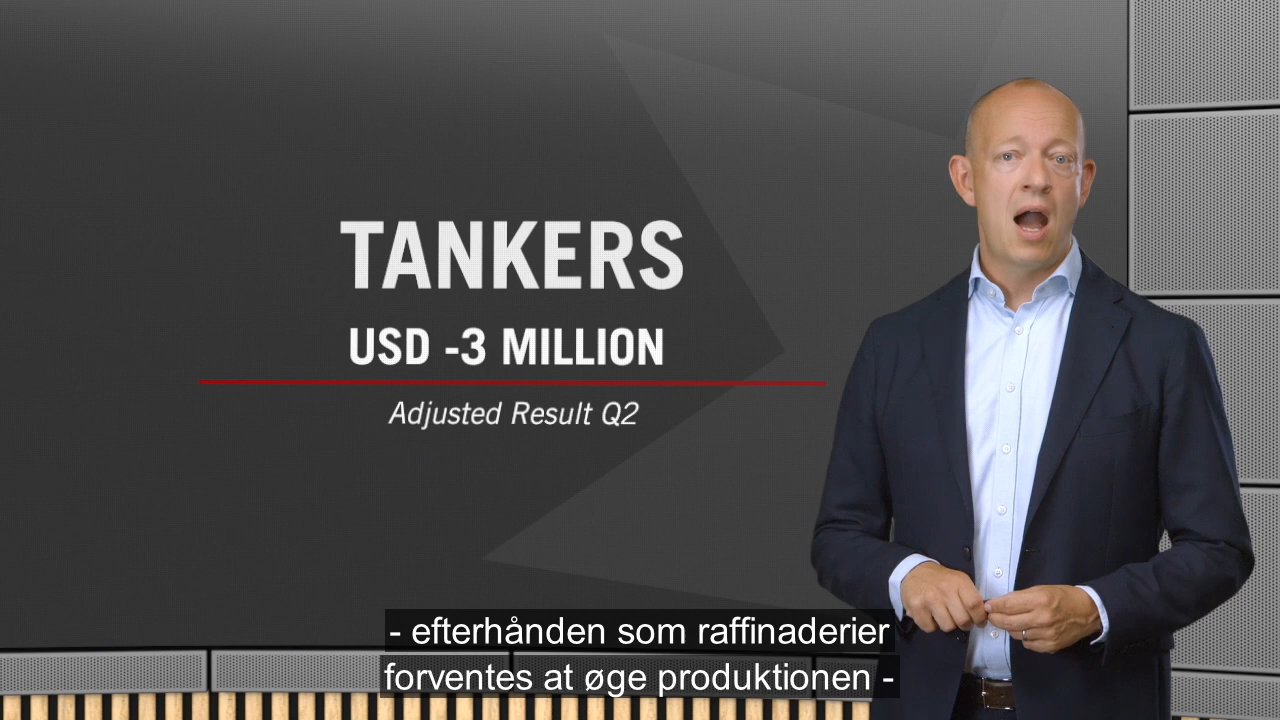 TANKERS
USD -3 MILLION
Adjusted Result Q2
- efterhånden som raffinaderier
forventes at øge produktionen -